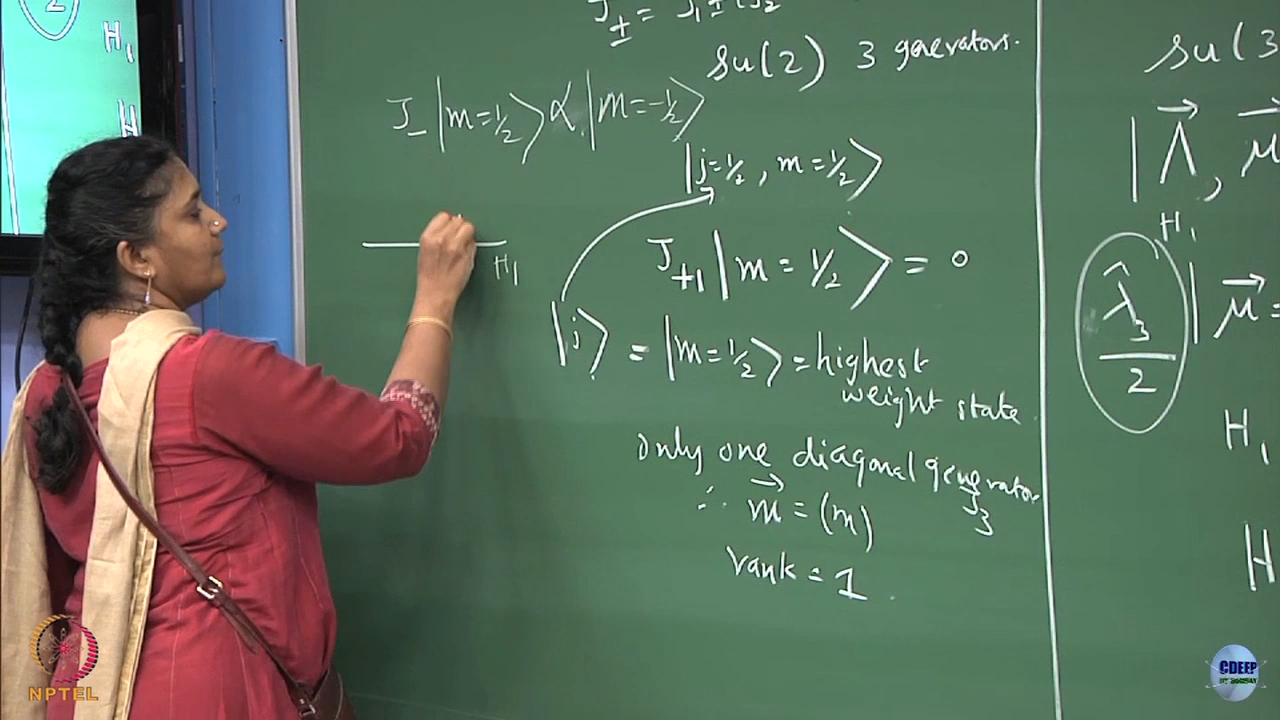 2
H₁
H
J± = J₁ ± iJ₂
su(2) 3 generators.
J₋|m=½⟩ ∝ |m=-½⟩
|j=½, m=½⟩
H₁
J₊₁|m=½⟩ = 0
|j⟩ = |m=½⟩ = highest
weight state
only one diagonal generator
J₃
∴ m⃗ = (m)
rank = 1
su(3
|Λ⃗, μ⃗
H₁
λ₃/2 |μ⃗ =
H₁
H
NPTEL
CDEEP
IIT BOMBAY